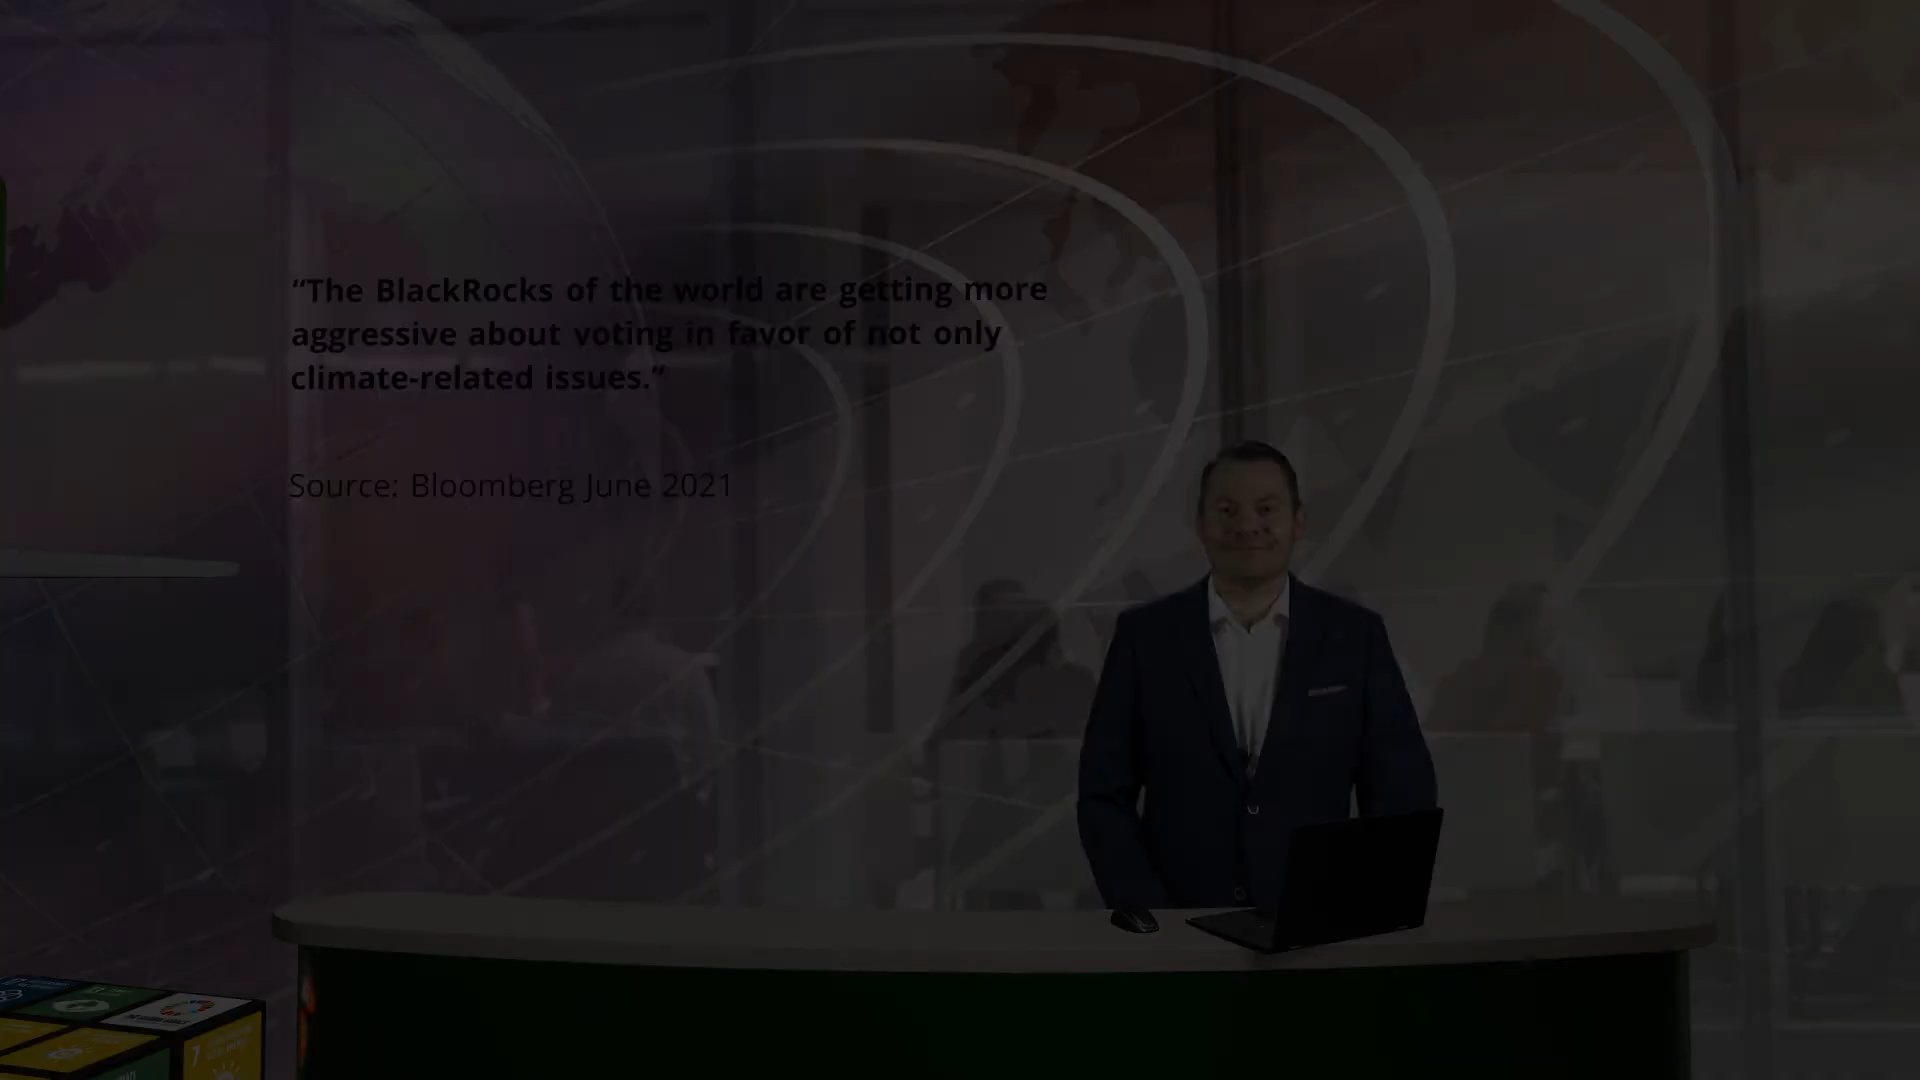 “The BlackRocks of the world are getting more
aggressive about voting in favor of not only
climate-related issues.”
Source: Bloomberg June 2021
7